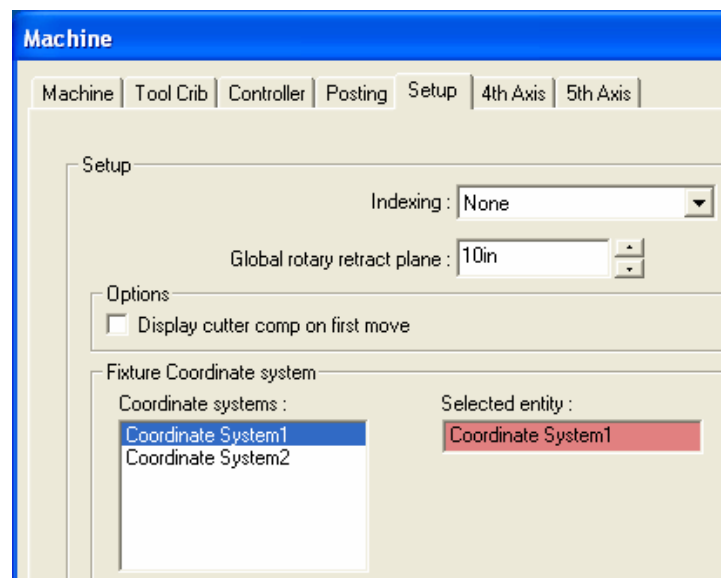 Machine
Machine Tool Crib Controller Posting Setup 4th Axis 5th Axis
Setup
Indexing : None
Global rotary retract plane : 10in
Options
Display cutter comp on first move
Fixture Coordinate system
Coordinate systems : Selected entity :
Coordinate System1 Coordinate System1
Coordinate System2